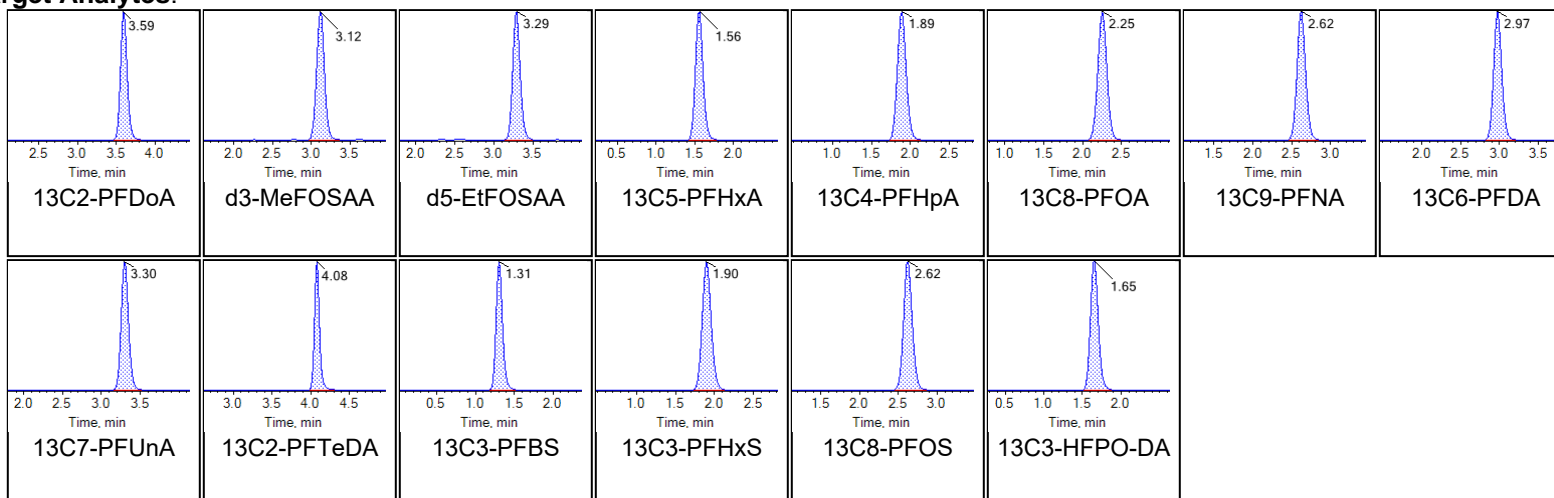 3.59 3.12 3.29 1.56 1.89 2.25 2.62 2.97
2.5 3.0 3.5 4.0 2.0 2.5 3.0 3.5 2.0 2.5 3.0 3.5 0.5 1.0 1.5 2.0 1.0 1.5 2.0 2.5 1.0 1.5 2.0 2.5 1.5 2.0 2.5 3.0 2.0 2.5 3.0 3.5
Time, min Time, min Time, min Time, min Time, min Time, min Time, min Time, min
13C2-PFDoA d3-MeFOSAA d5-EtFOSAA 13C5-PFHxA 13C4-PFHpA 13C8-PFOA 13C9-PFNA 13C6-PFDA
3.30 4.08 1.31 1.90 2.62 1.65
2.0 2.5 3.0 3.5 3.0 3.5 4.0 4.5 0.5 1.0 1.5 2.0 1.0 1.5 2.0 2.5 1.5 2.0 2.5 3.0 0.5 1.0 1.5 2.0
Time, min Time, min Time, min Time, min Time, min Time, min
13C7-PFUnA 13C2-PFTeDA 13C3-PFBS 13C3-PFHxS 13C8-PFOS 13C3-HFPO-DA